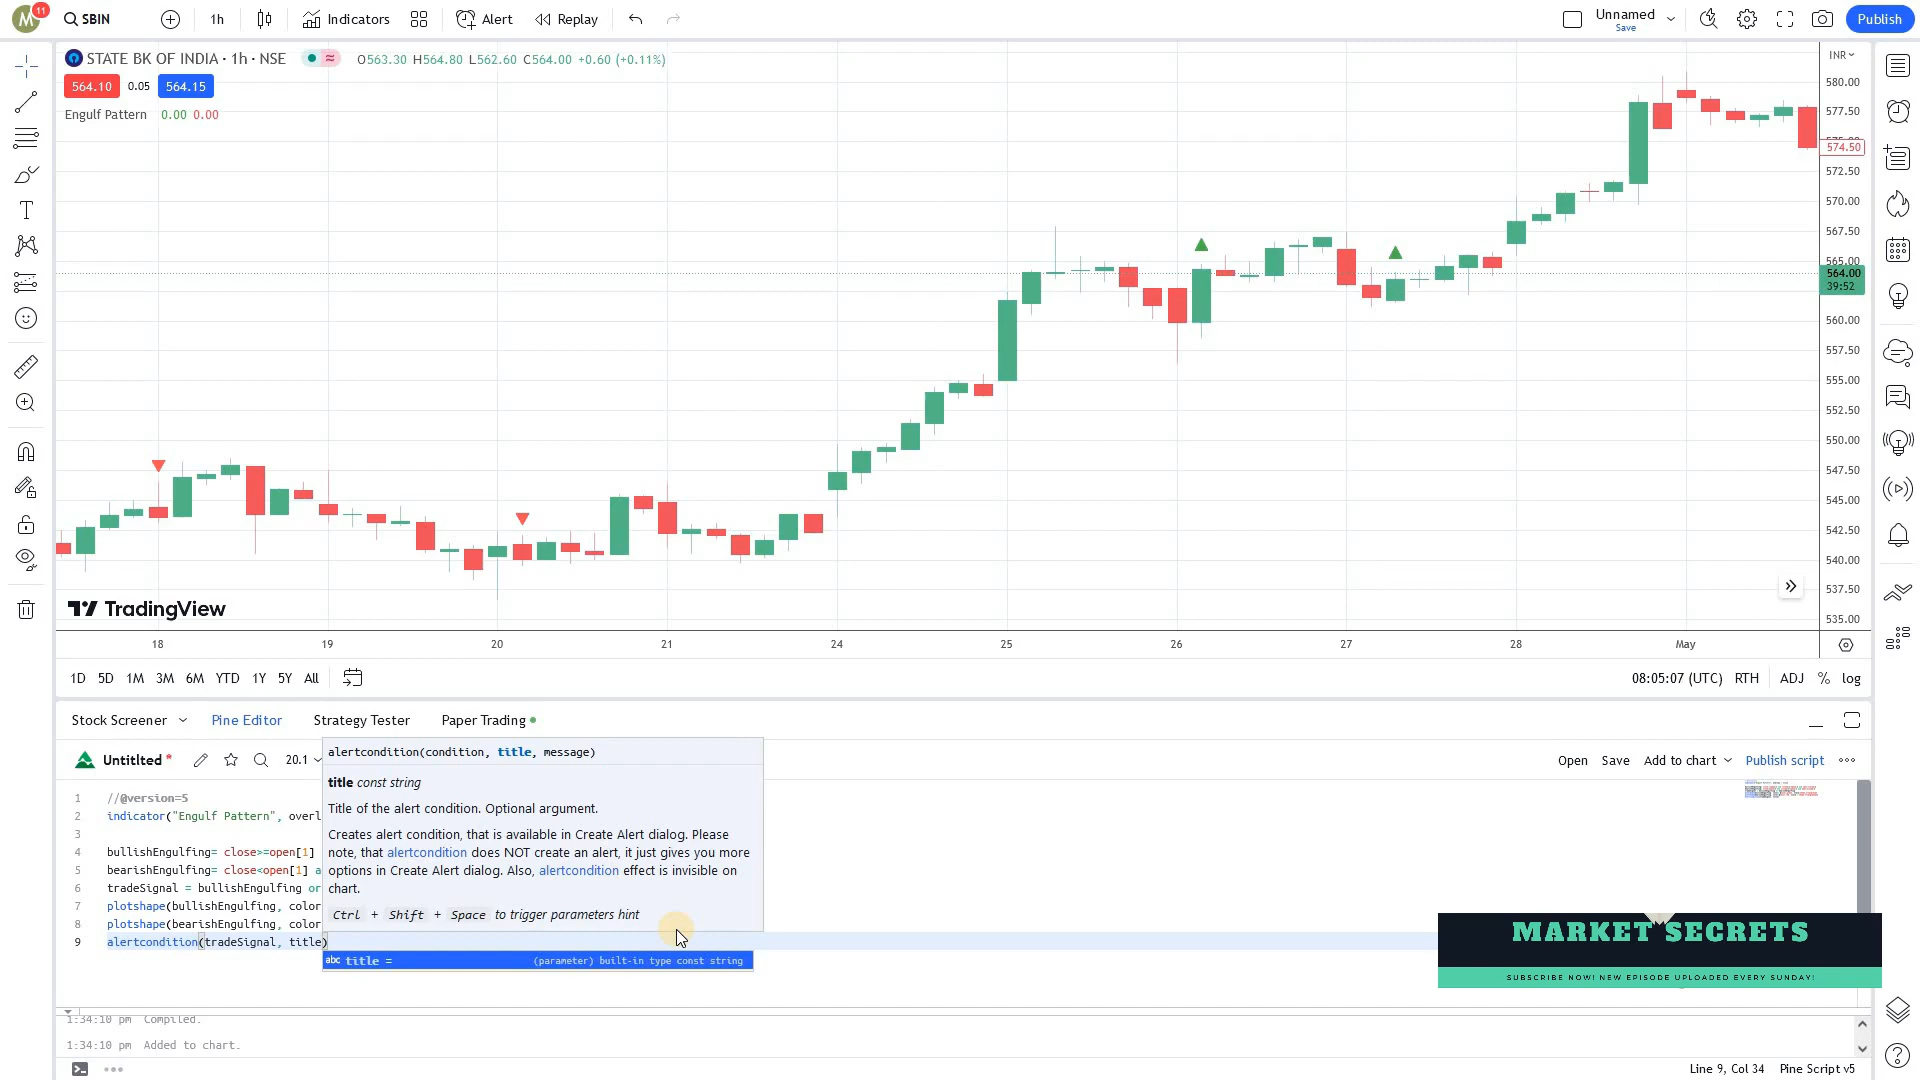 M 11 SBIN 1h Indicators Alert Replay Unnamed Save Publish
STATE BK OF INDIA · 1h · NSE O563.30 H564.80 L562.60 C564.00 +0.60 (+0.11%)
564.10 0.05 564.15
Engulf Pattern 0.00 0.00
INR
580.00
577.50
575.00
574.50
572.50
570.00
567.50
565.00
564.00
39:52
560.00
557.50
555.00
552.50
550.00
547.50
545.00
542.50
540.00
537.50
535.00
TradingView
18 19 20 21 24 25 26 27 28 May
1D 5D 1M 3M 6M YTD 1Y 5Y All 08:05:07 (UTC) RTH ADJ % log
Stock Screener Pine Editor Strategy Tester Paper Trading
Untitlted * 20.1 Open Save Add to chart Publish script
alertcondition(condition, title, message)
title const string
Title of the alert condition. Optional argument.
Creates alert condition, that is available in Create Alert dialog. Please
note, that alertcondition does NOT create an alert, it just gives you more
options in Create Alert dialog. Also, alertcondition effect is invisible on
chart.
Ctrl + Shift + Space to trigger parameters hint
1 //@version=5
2 indicator("Engulf Pattern", overl
3
4 bullishEngulfing= close>=open[1]
5 bearishEngulfing= close<open[1] a
6 tradeSignal = bullishEngulfing or
7 plotshape(bullishEngulfing, color
8 plotshape(bearishEngulfing, color
9 alertcondition(tradeSignal, title)
abc title = (parameter) built-in type const string
MARKET SECRETS
SUBSCRIBE NOW! NEW EPISODE UPLOADED EVERY SUNDAY!
1:34:10 pm Compiled.
1:34:10 pm Added to chart.
Line 9, Col 34 Pine Script v5